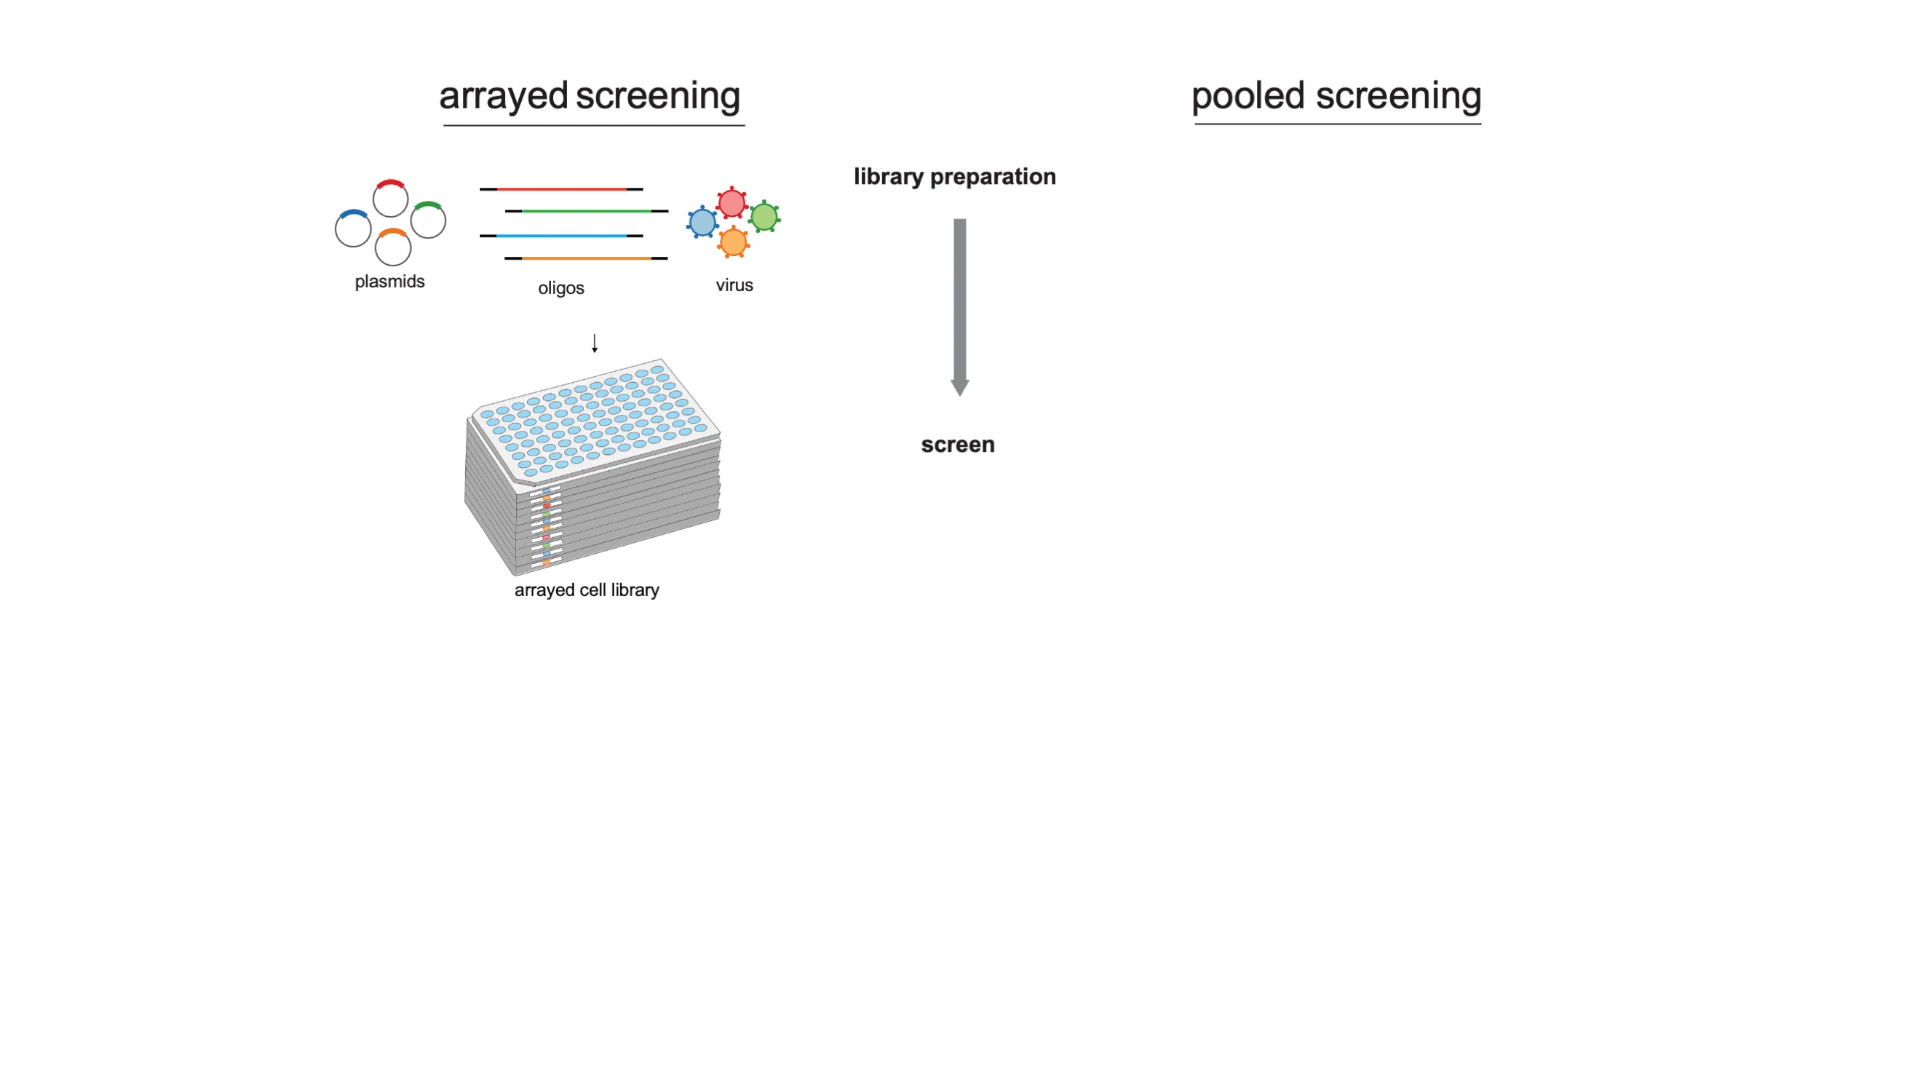 arrayed screening
pooled screening
library preparation
plasmids
oligos
virus
screen
arrayed cell library